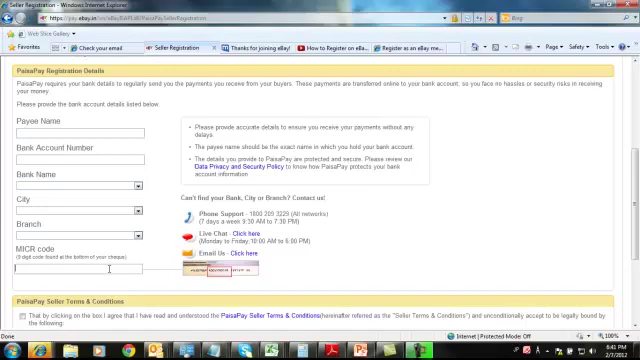 Seller Registration - Windows Internet Explorer
https://pay.ebay.in/
PaisaPaySellerRegistration
Bing
Favorites
Web Slice Gallery
Check your email
Seller Registration
Thanks for joining eBay!
How to Register on eBay
Register as an eBay mem...
Page
Safety
Tools
PaisaPay Registration Details
PaisaPay requires your bank details to regularly send you the payments you receive from your buyers. These payments are transferred online to your bank account, so you face no hassles or security risks in receiving
your money.
Please provide the bank account details listed below.
Payee Name
Bank Account Number
Bank Name
City
Branch
MICR code
(9 digit code found at the bottom of your cheque)
• Please provide accurate details to ensure you receive your payments without any
delays.
• The payee name should be the exact name in which you hold your bank account.
• The details you provide to PaisaPay are protected and secure. Please review our
Data Privacy and Security Policy to know how PaisaPay protects your bank
account information
Can't find your Bank, City or Branch? Contact us!
Phone Support - 1800 209 3229 (All networks)
(7 days a week 9:30 AM to 7:30 PM)
Live Chat - Click here
(Monday to Friday 10:00 AM to 6:00 PM)
Email Us - Click here
PaisaPay Seller Terms & Conditions
That by clicking on the box I agree that I have read and understood the PaisaPay Seller Terms & Conditions(hereinafter referred as the "Seller Terms") and unconditionally accept to be legally bound by
the following:
Done
Internet | Protected Mode: Off
100%
6:41 PM